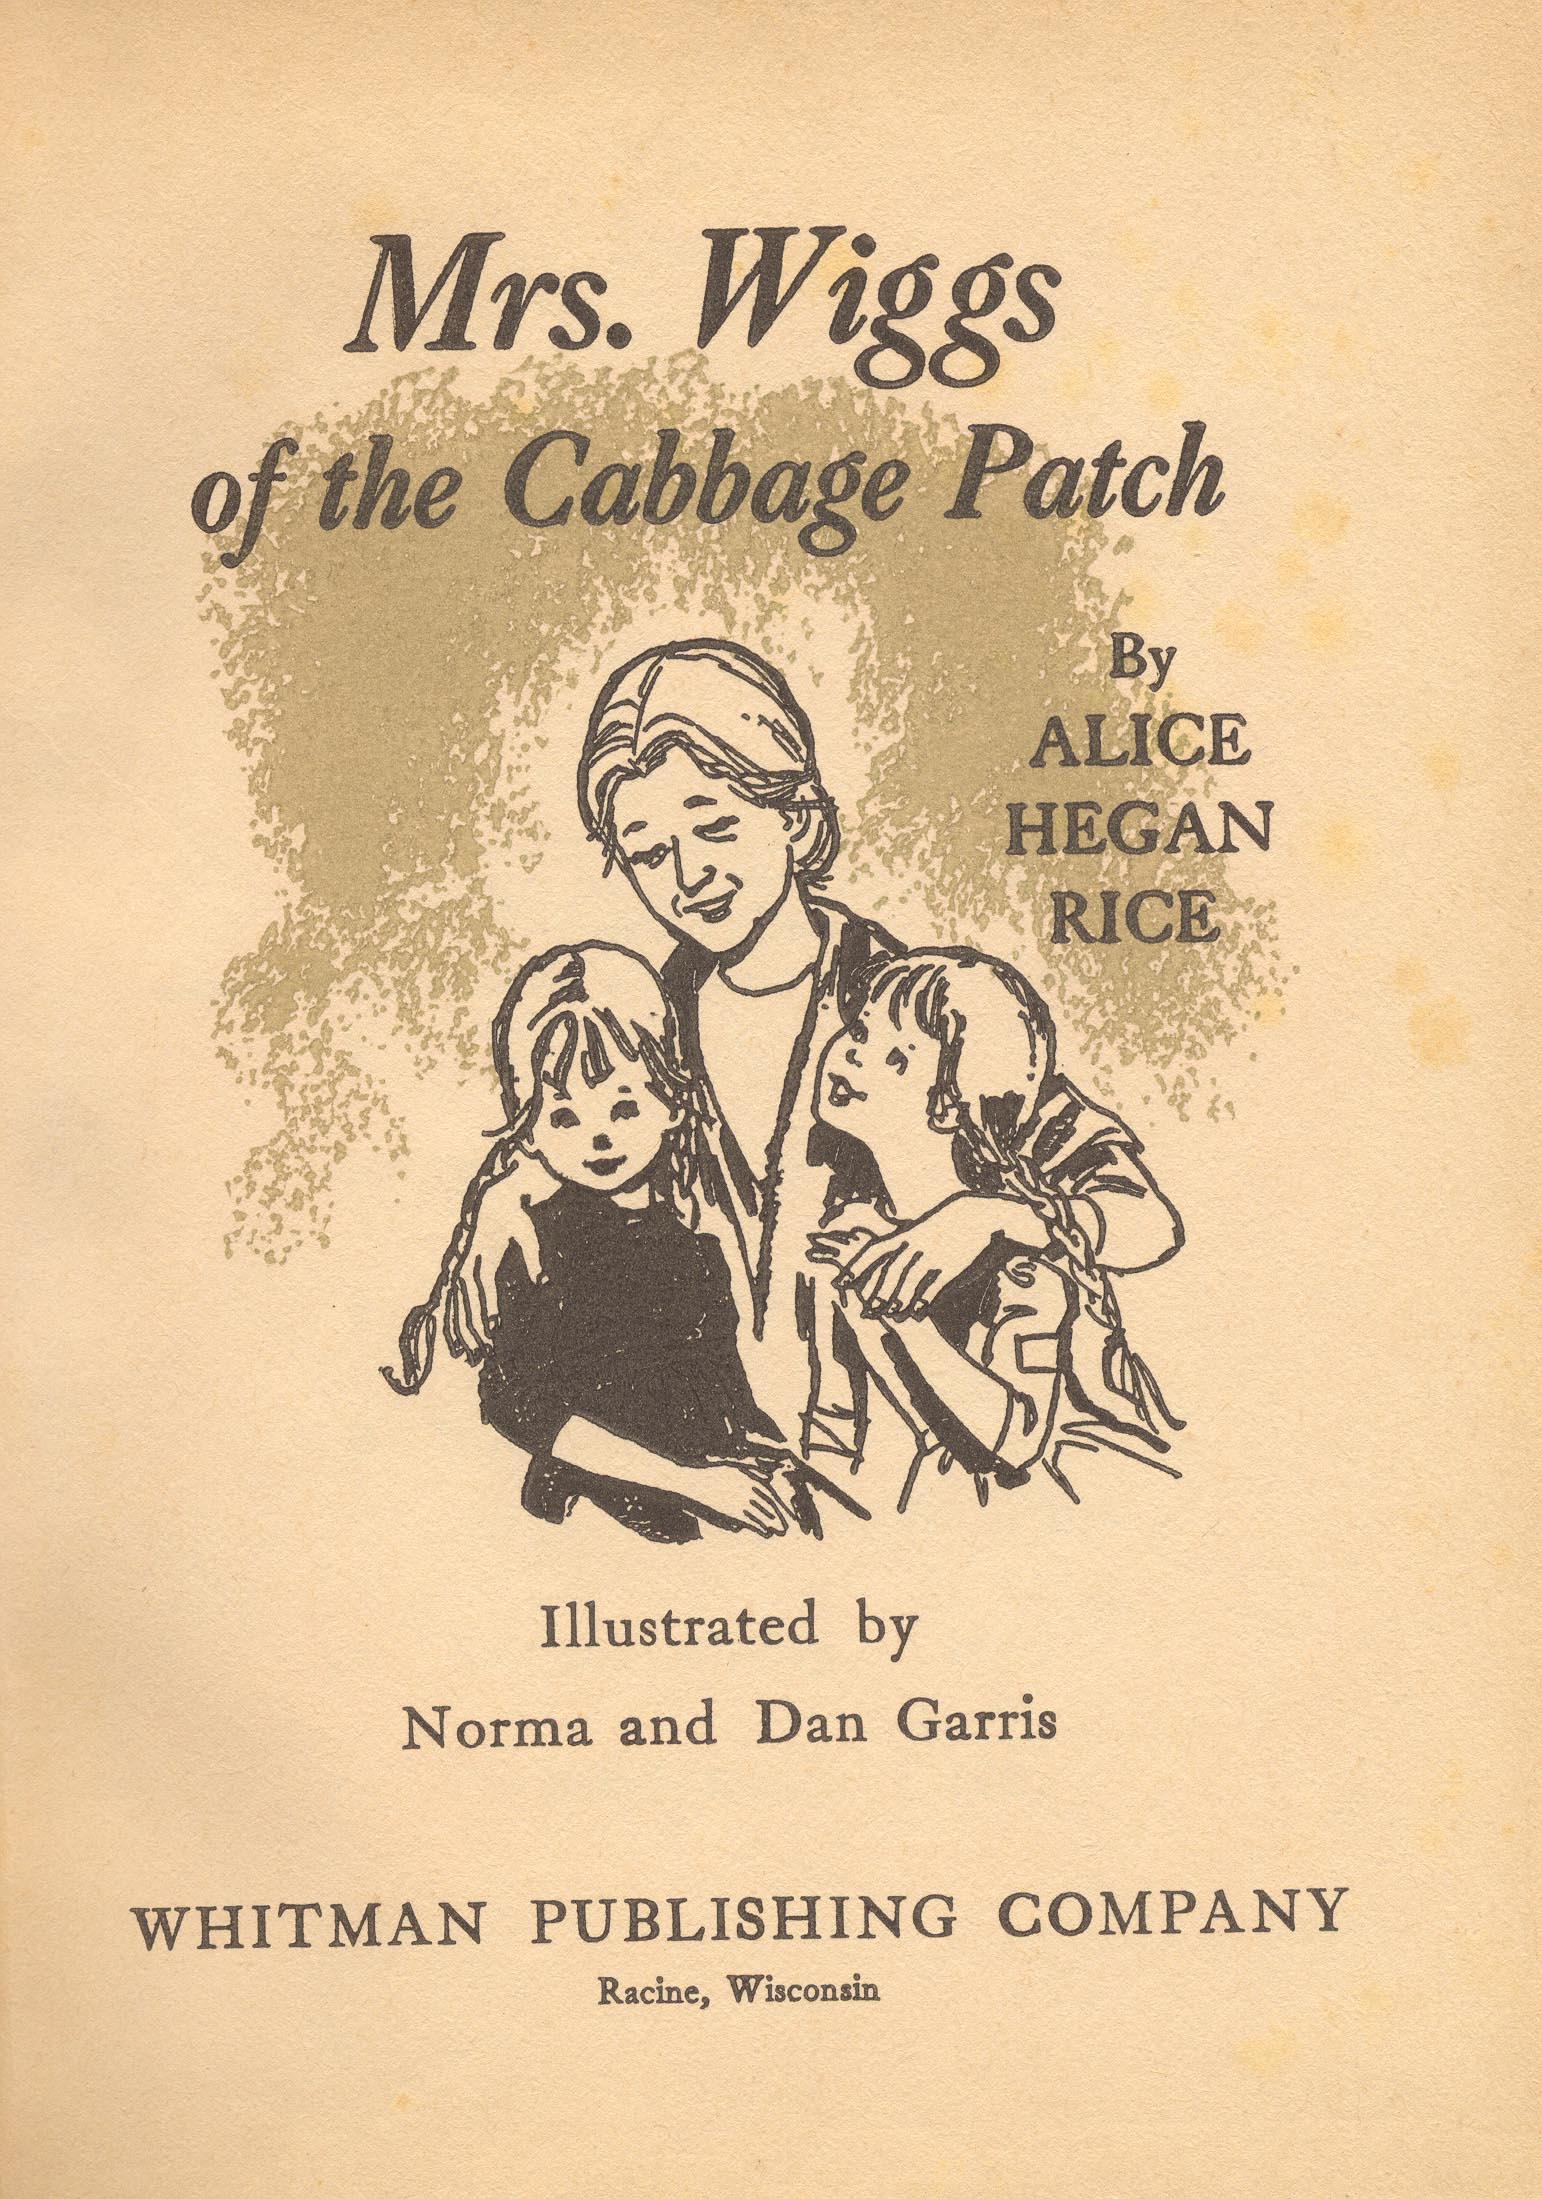 Mrs. Wiggs
of the Cabbage Patch
By
ALICE
HEGAN
RICE
Illustrated by
Norma and Dan Garris
WHITMAN PUBLISHING COMPANY
Racine, Wisconsin